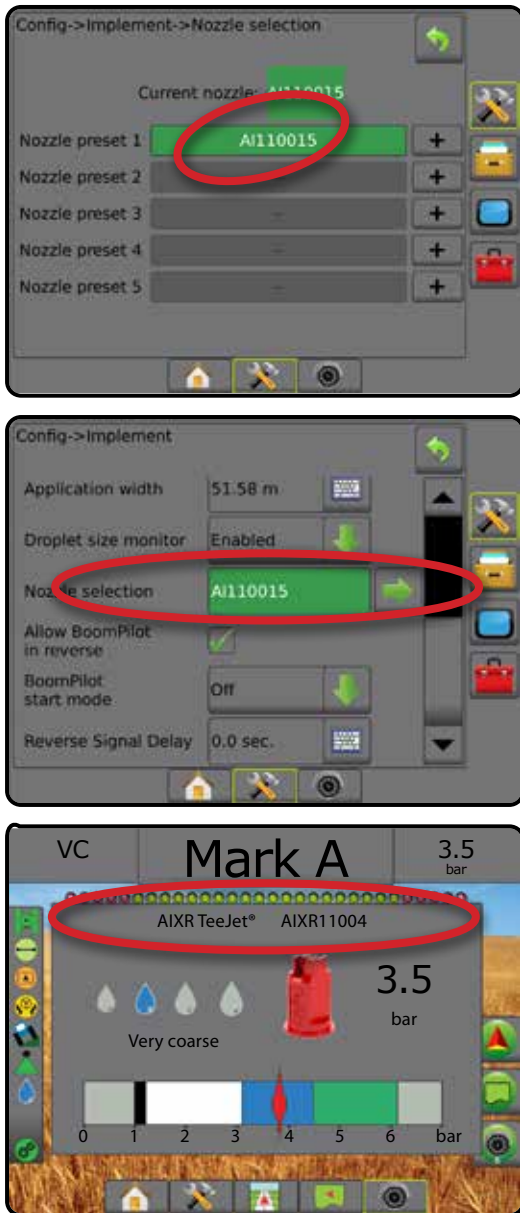 Config->Implement->Nozzle selection
Current nozzle: AI110015
Nozzle preset 1 AI110015 +
Nozzle preset 2 - +
Nozzle preset 3 - +
Nozzle preset 4 - +
Nozzle preset 5 - +
Config->Implement
Application width 51.58 m
Droplet size monitor Enabled
Nozzle selection AI110015
Allow BoomPilot
in reverse
BoomPilot
start mode Off
Reverse Signal Delay 0.0 sec.
VC Mark A 3.5
bar
AIXR TeeJet® AIXR11004
3.5
bar
Very coarse
0 1 2 3 4 5 6 bar